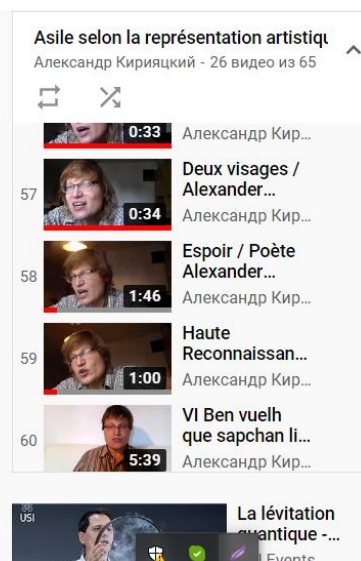 Asile selon la représentation artistiqu
Александр Кирияцкий - 26 видео из 65
0:33
Александр Кир...
57
0:34
Deux visages /
Alexander...
Александр Кир...
58
1:46
Espoir / Poète
Alexander...
Александр Кир...
59
1:00
Haute
Reconnaissan...
Александр Кир...
60
5:39
VI Ben vuelh
que sapchan li...
Александр Кир...
USI
La lévitation
quantique -...
Events